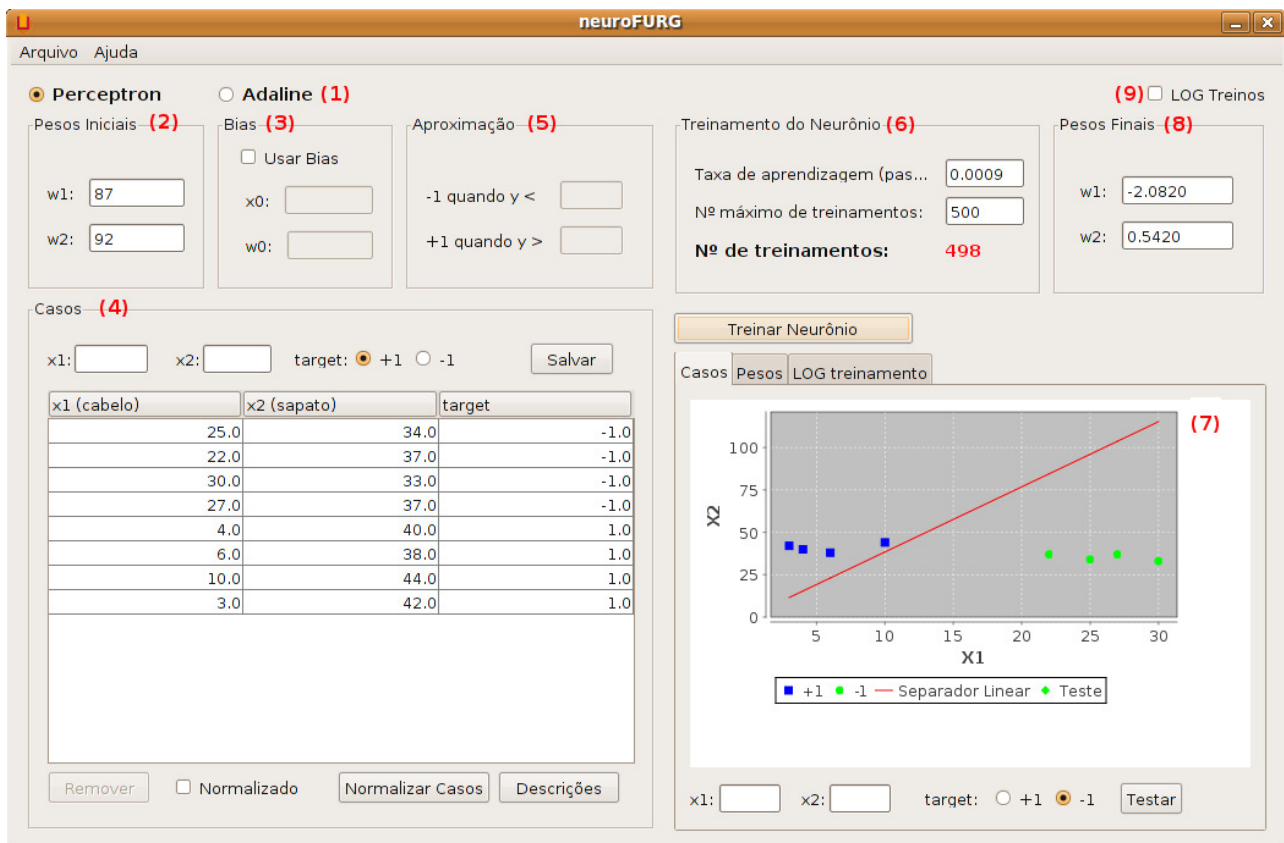 neuroFURG
Arquivo Ajuda
Perceptron Adaline (1) (9) LOG Treinos
Pesos Iniciais (2)
w1: 87
w2: 92
Bias (3)
Usar Bias
x0:
w0:
Aproximação (5)
-1 quando y <
+1 quando y >
Treinamento do Neurônio (6)
Taxa de aprendizagem (pas... 0.0009
Nº máximo de treinamentos: 500
Nº de treinamentos: 498
Pesos Finais (8)
w1: -2.0820
w2: 0.5420
Casos (4)
x1: x2: target: +1 -1 Salvar
x1 (cabelo) x2 (sapato) target
25.0 34.0 -1.0
22.0 37.0 -1.0
30.0 33.0 -1.0
27.0 37.0 -1.0
4.0 40.0 1.0
6.0 38.0 1.0
10.0 44.0 1.0
3.0 42.0 1.0
Remover Normalizado Normalizar Casos Descrições
Treinar Neurônio
Casos Pesos LOG treinamento
(7)
100
75
50
25
0
X2
5 10 15 20 25 30
X1
+1 -1 Separador Linear Teste
x1: x2: target: +1 -1 Testar